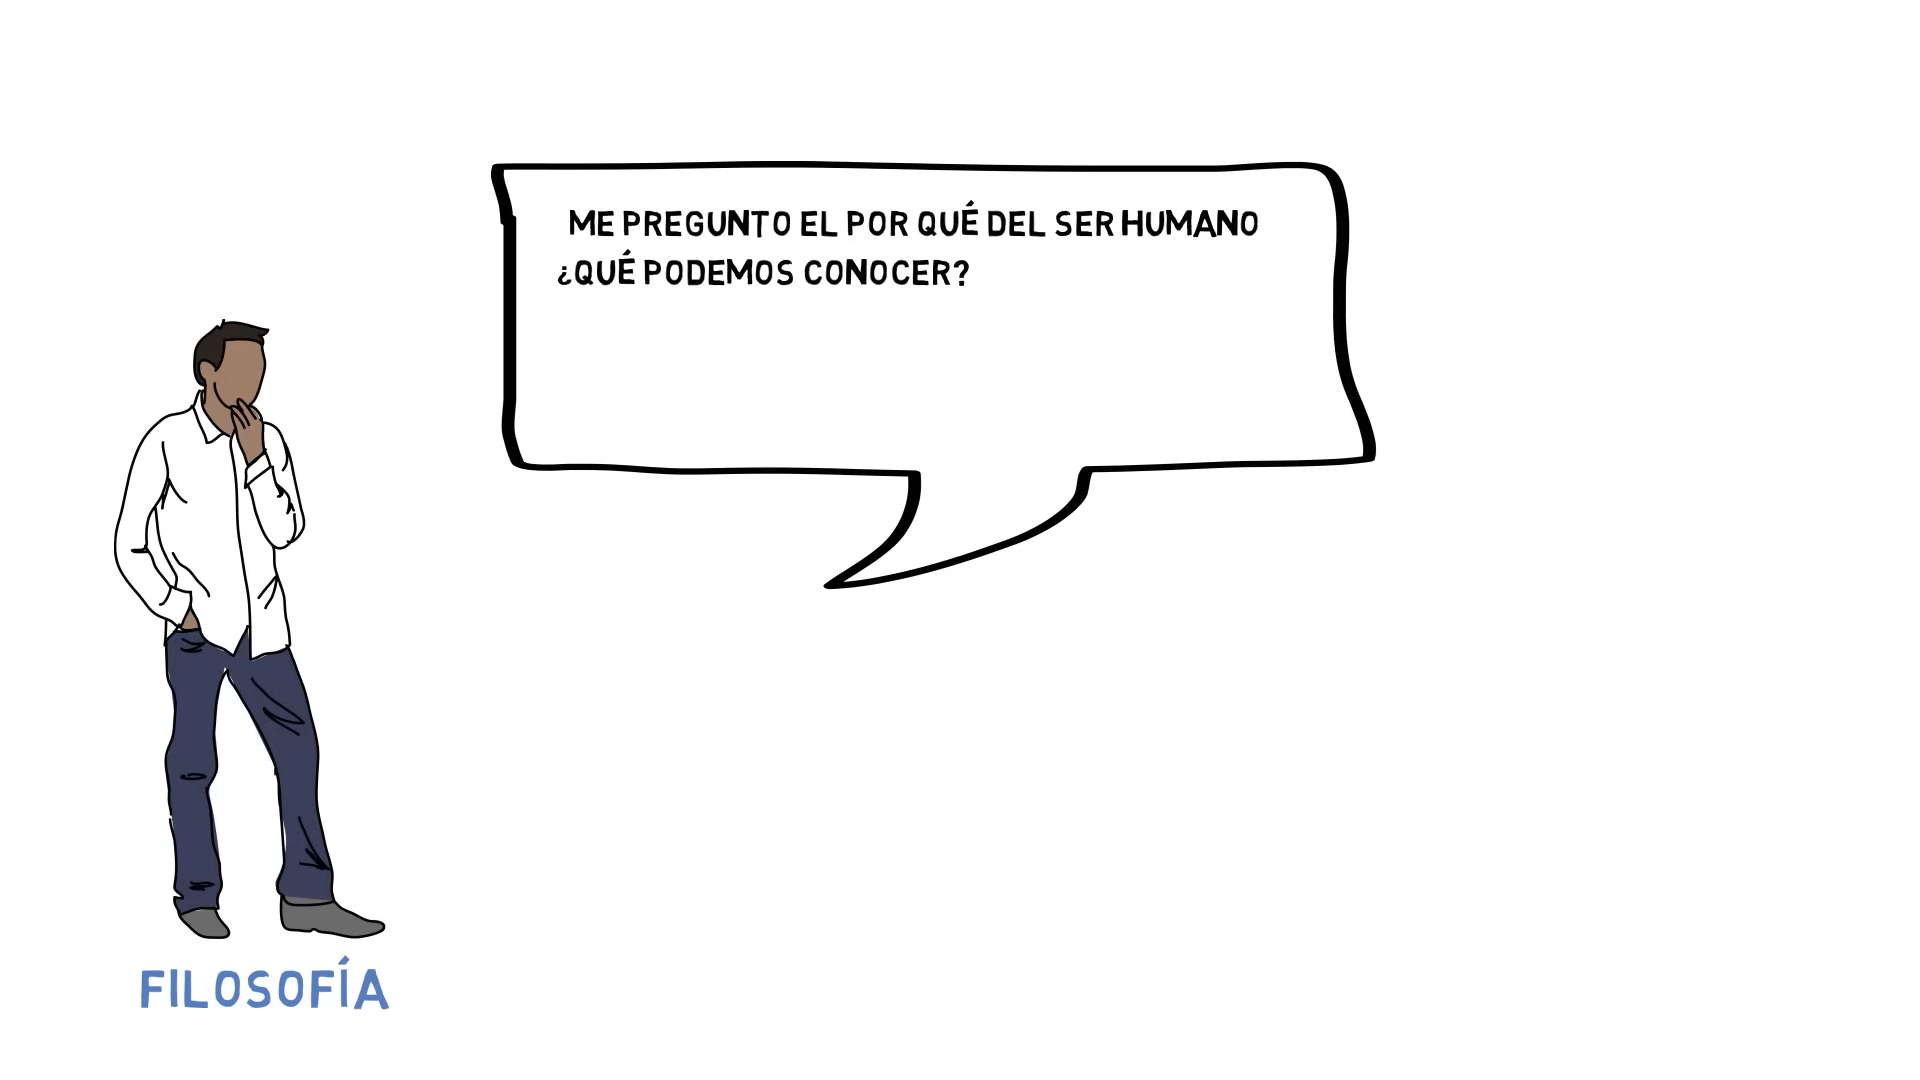 ME PREGUNTO EL POR QUÉ DEL SER HUMANO
¿QUÉ PODEMOS CONOCER?
FILOSOFÍA